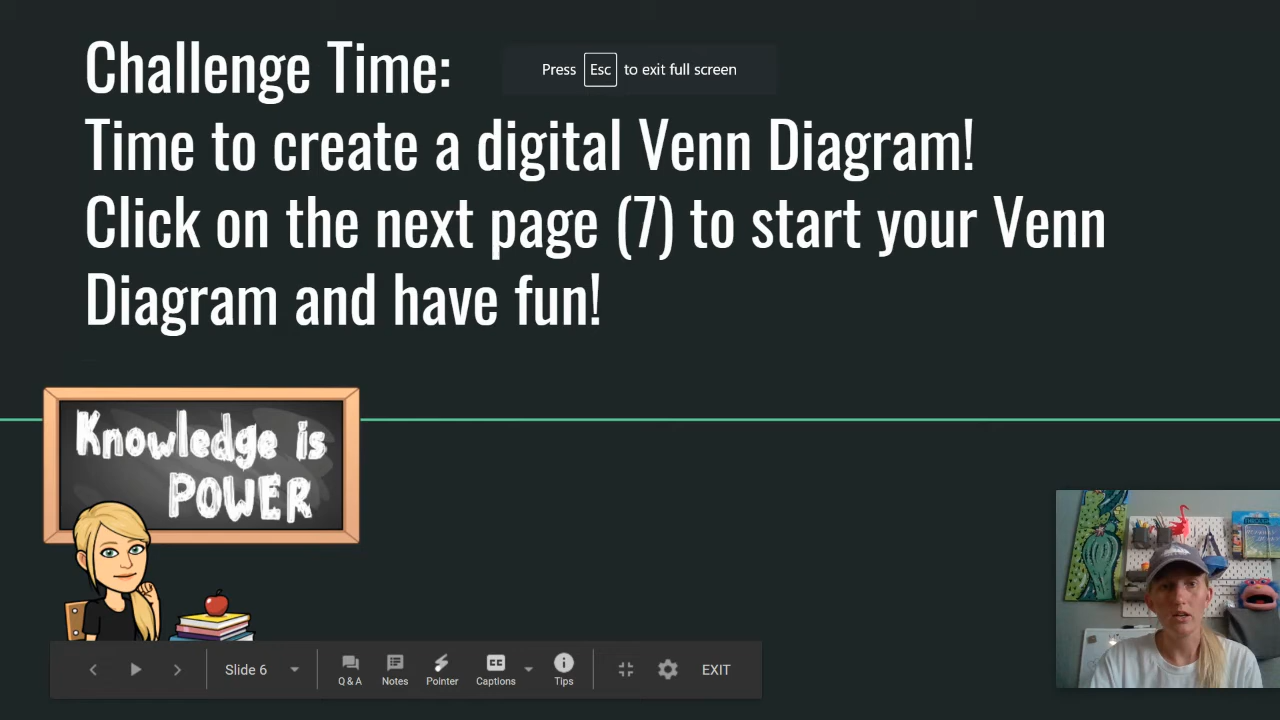 Challenge Time:
Press Esc to exit full screen
Time to create a digital Venn Diagram!
Click on the next page (7) to start your Venn
Diagram and have fun!
Knowledge is
POWER
Slide 6
Q & A
Notes
Pointer
CC
Captions
Tips
EXIT